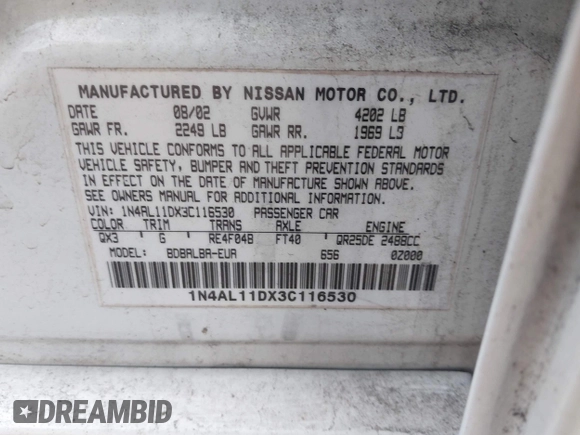 MANUFACTURED BY NISSAN MOTOR CO., LTD.
DATE 08/02 GVWR 4202 LB
GAWR FR. 2249 LB GAWR RR. 1969 LB
THIS VEHICLE CONFORMS TO ALL APPLICABLE FEDERAL MOTOR
VEHICLE SAFETY, BUMPER AND THEFT PREVENTION STANDARDS
IN EFFECT ON THE DATE OF MANUFACTURE SHOWN ABOVE.
SEE OWNERS MANUAL FOR ADDITIONAL INFORMATION.
VIN: 1N4AL11DX3C116530 PASSENGER CAR
COLOR TRIM TRANS AXLE ENGINE
QX3 G RE4F04B FT40 QR25DE 2488CC
MODEL: BDBALBA-EUA 656 0Z000
1N4AL11DX3C116530
DREAMBID